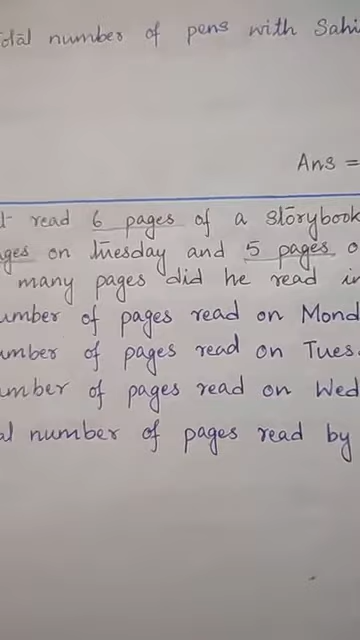 Total number of pens with Sahi
Ans =
read 6 pages of a storybook
ages on Tuesday and 5 pages o
many pages did he read in
umber of pages read on Mond
umber of pages read on Tues
umber of pages read on Wed
al number of pages read by